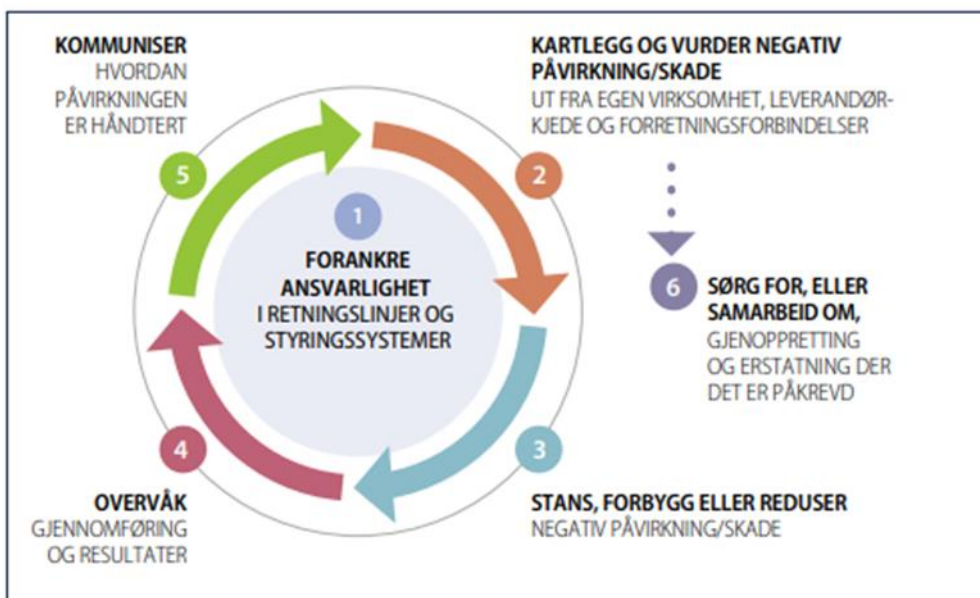 1
FORANKRE
ANSVARLIGHET
I RETNINGSLINJER OG
STYRINGSSYSTEMER
2
KARTLEGG OG VURDER NEGATIV
PÅVIRKNING/SKADE
UT FRA EGEN VIRKSOMHET, LEVERANDØR-
KJEDE OG FORRETNINGSFORBINDELSER
3
STANS, FORBYGG ELLER REDUSER
NEGATIV PÅVIRKNING/SKADE
4
OVERVÅK
GJENNOMFØRING
OG RESULTATER
5
KOMMUNISER
HVORDAN
PÅVIRKNINGEN
ER HÅNDTERT
6
SØRG FOR, ELLER
SAMARBEID OM,
GJENOPPRETTING
OG ERSTATNING DER
DET ER PÅKREVD